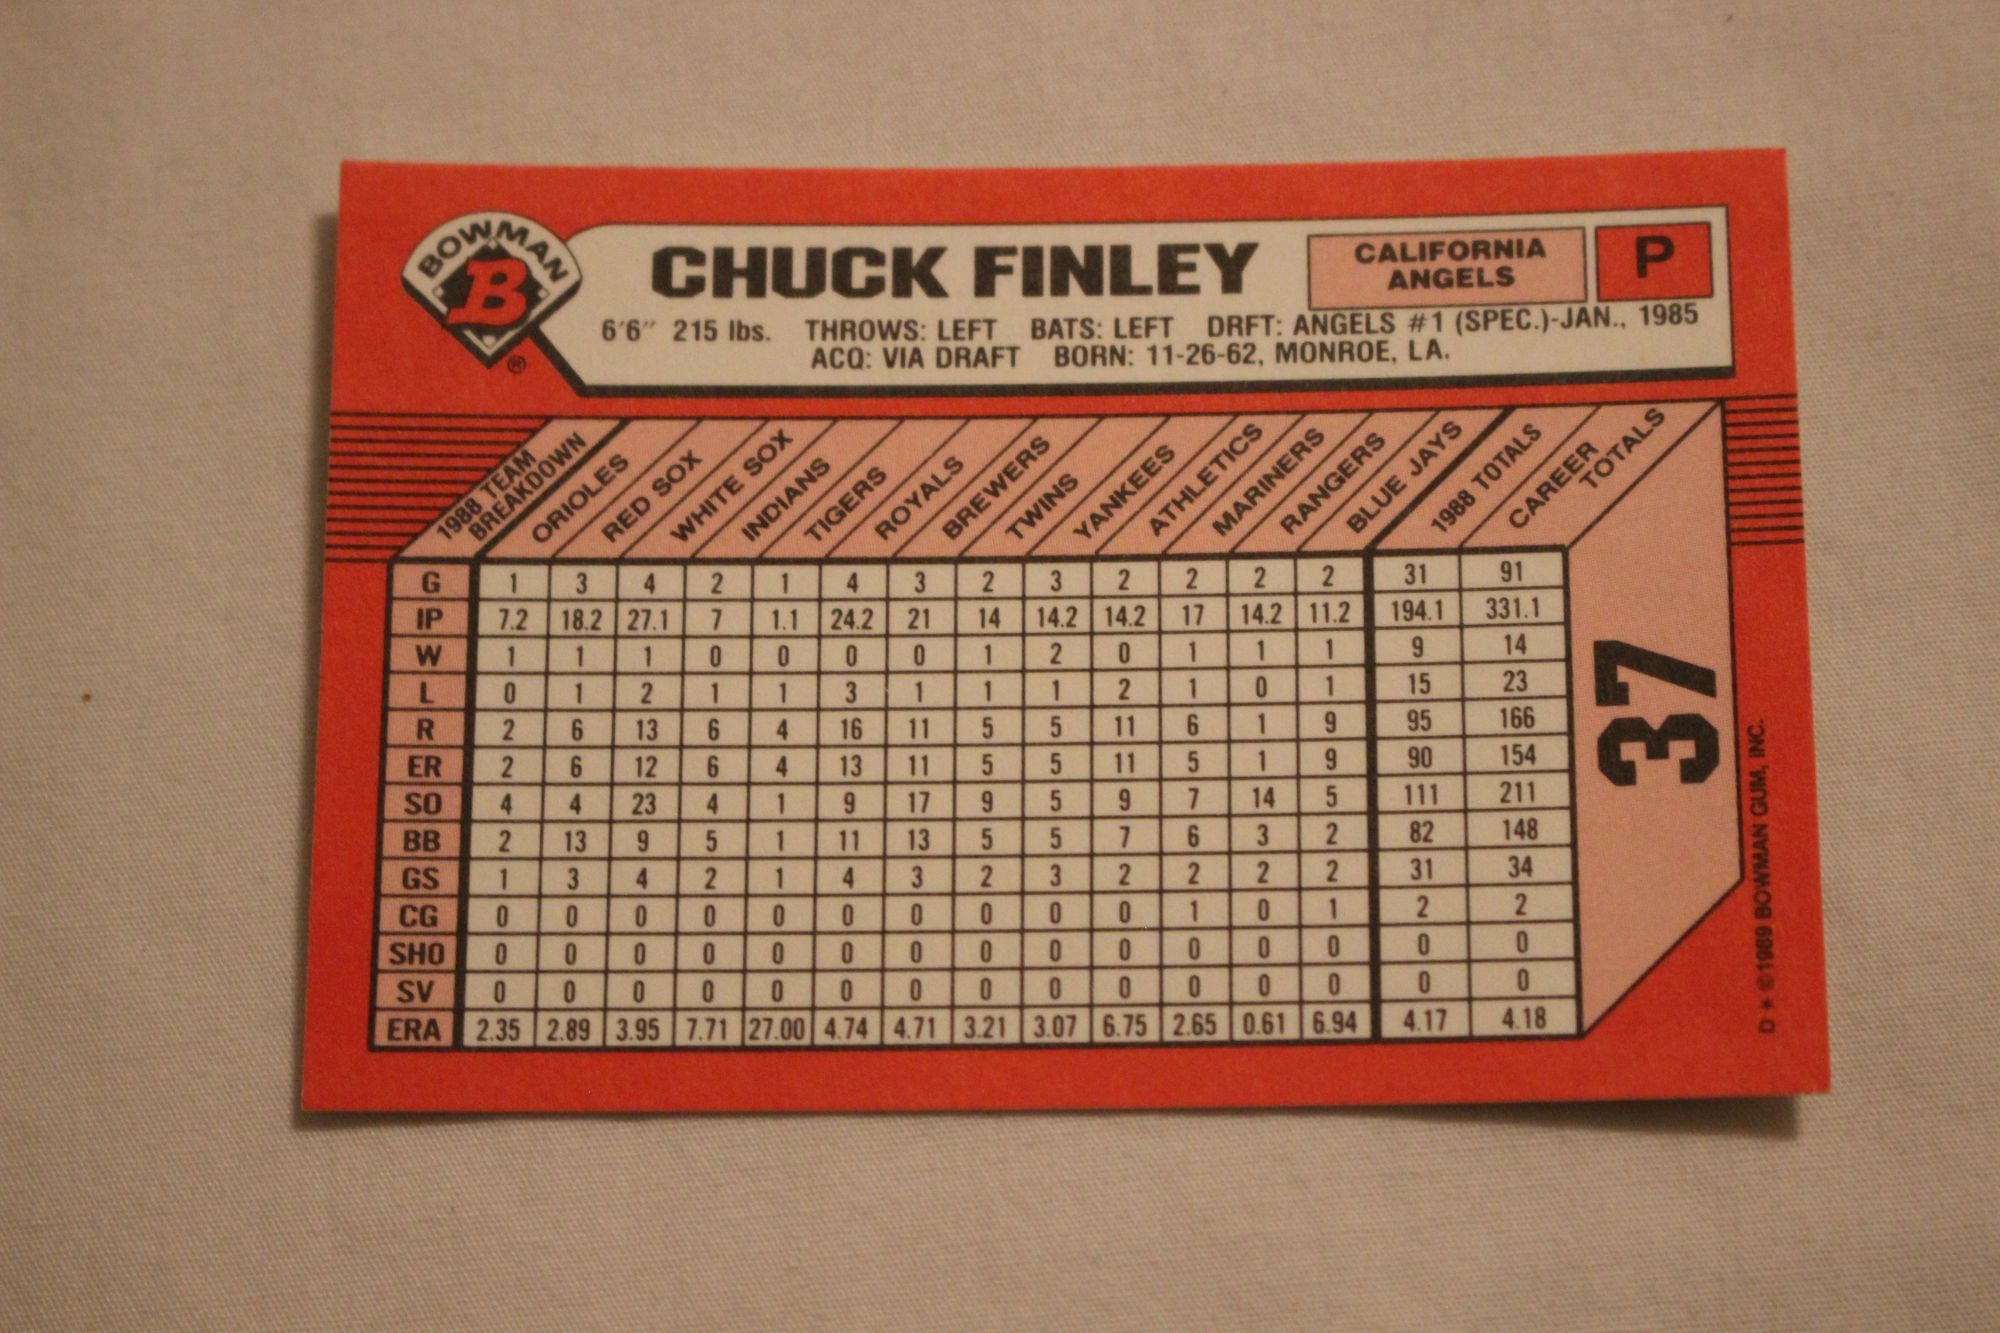 BOWMAN
B
®
CHUCK FINLEY
CALIFORNIA
ANGELS
P
6'6" 215 lbs. THROWS: LEFT BATS: LEFT DRFT: ANGELS #1 (SPEC.)-JAN., 1985
ACQ: VIA DRAFT BORN: 11-26-62, MONROE, LA.
1988 TEAM
BREAKDOWN
ORIOLES
RED SOX
WHITE SOX
INDIANS
TIGERS
ROYALS
BREWERS
TWINS
YANKEES
ATHLETICS
MARINERS
RANGERS
BLUE JAYS
1988 TOTALS
CAREER
TOTALS
G 1 3 4 2 1 4 3 2 3 2 2 2 2 31 91
IP 7.2 18.2 27.1 7 1.1 24.2 21 14 14.2 14.2 17 14.2 11.2 194.1 331.1
W 1 1 1 0 0 0 0 1 2 0 1 1 1 9 14
L 0 1 2 1 1 3 1 1 1 2 1 0 1 15 23
R 2 6 13 6 4 16 11 5 5 11 6 1 9 95 166
ER 2 6 12 6 4 13 11 5 5 11 5 1 9 90 154
SO 4 4 23 4 1 9 17 9 5 9 7 14 5 111 211
BB 2 13 9 5 1 11 13 5 5 7 6 3 2 82 148
GS 1 3 4 2 1 4 3 2 3 2 2 2 2 31 34
CG 0 0 0 0 0 0 0 0 0 0 1 0 1 2 2
SHO 0 0 0 0 0 0 0 0 0 0 0 0 0 0 0
SV 0 0 0 0 0 0 0 0 0 0 0 0 0 0 0
ERA 2.35 2.89 3.95 7.71 27.00 4.74 4.71 3.21 3.07 6.75 2.65 0.61 6.94 4.17 4.18
37
D * ©1989 BOWMAN GUM, INC.